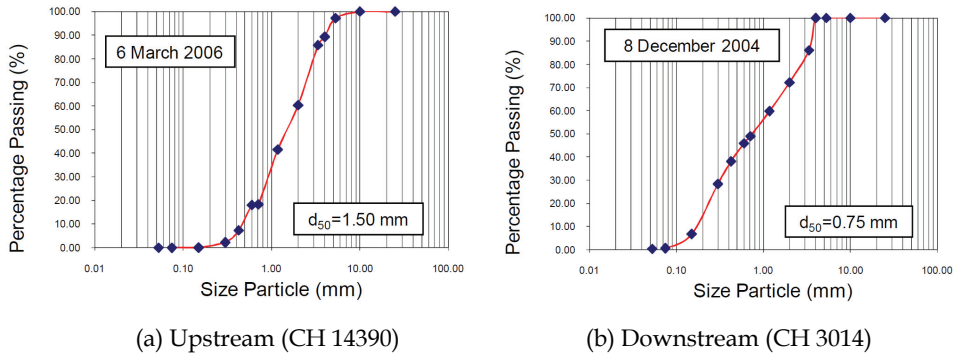 Percentage Passing (%)
100.00
90.00
80.00
70.00
60.00
50.00
40.00
30.00
20.00
10.00
0.00
6 March 2006
d50=1.50 mm
0.01 0.10 1.00 10.00 100.00
Size Particle (mm)
(a) Upstream (CH 14390)
Percentage Passing (%)
100.00
90.00
80.00
70.00
60.00
50.00
40.00
30.00
20.00
10.00
0.00
8 December 2004
d50=0.75 mm
0.01 0.10 1.00 10.00 100.00
Size Particle (mm)
(b) Downstream (CH 3014)